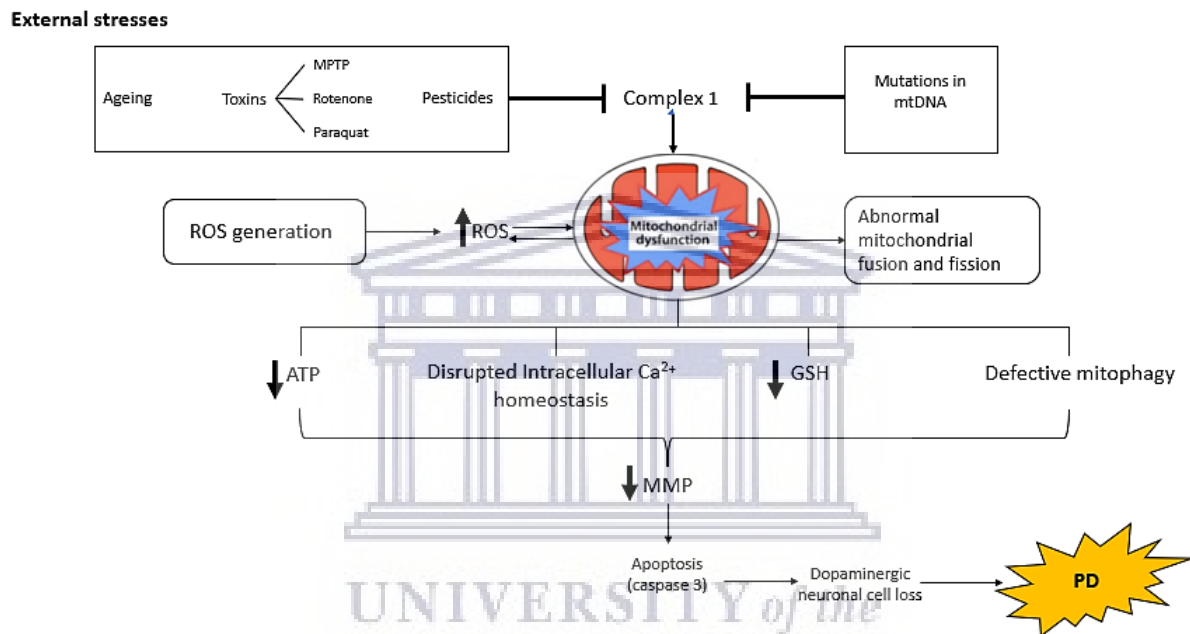 External stresses
MPTP
Ageing
Toxins
Rotenone
Pesticides
Paraquat
Complex 1
Mutations in
mtDNA
ROS generation
ROS
Mitochondrial
dysfunction
Abnormal
mitochondrial
fusion and fission
ATP
Disrupted Intracellular Ca²⁺
homeostasis
GSH
Defective mitophagy
MMP
Apoptosis
(caspase 3)
Dopaminergic
neuronal cell loss
PD
UNIVERSITY of the